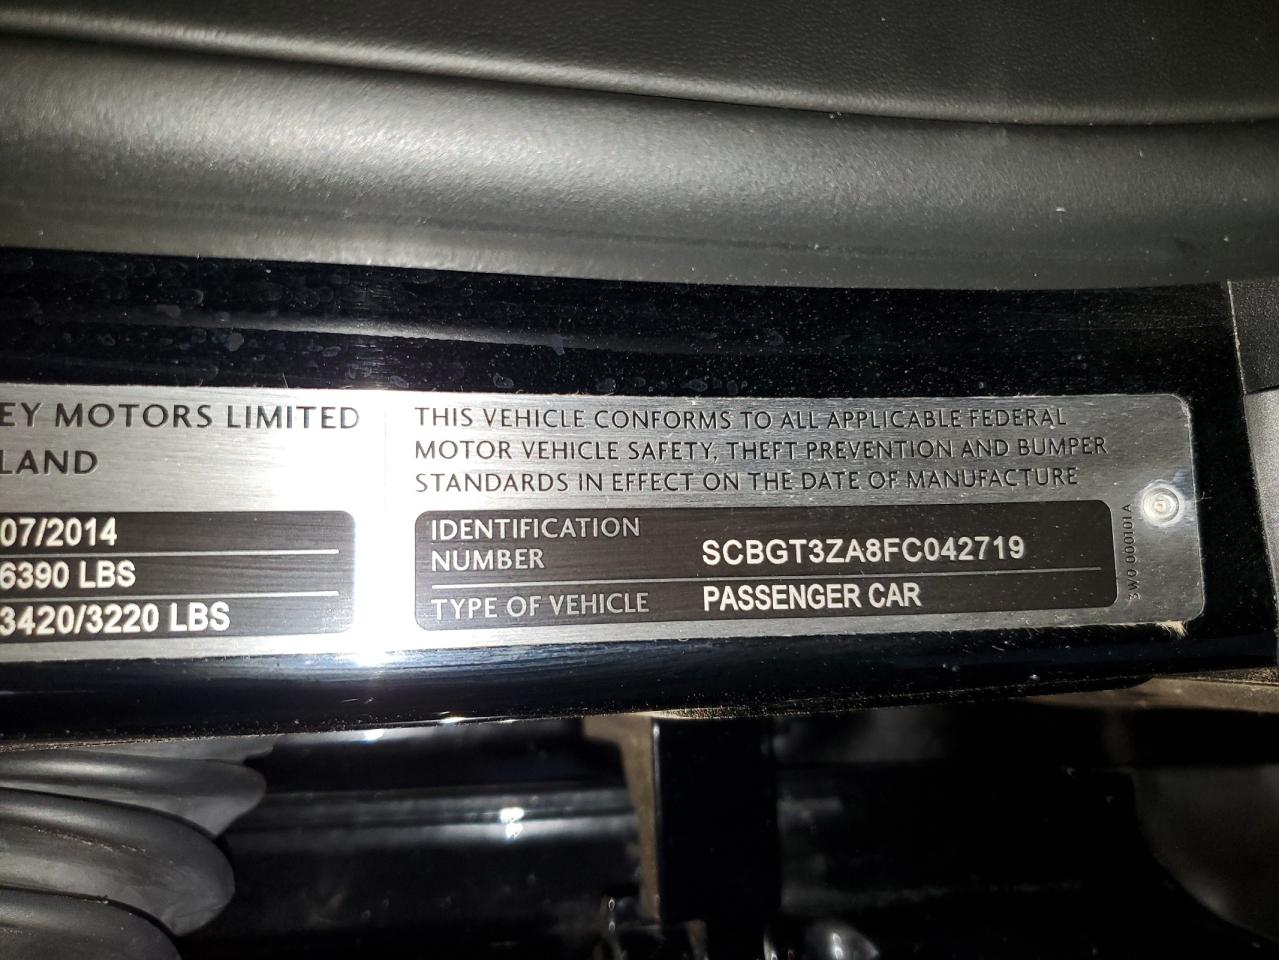 EY MOTORS LIMITED
LAND
07/2014
6390 LBS
3420/3220 LBS
THIS VEHICLE CONFORMS TO ALL APPLICABLE FEDERAL
MOTOR VEHICLE SAFETY, THEFT PREVENTION AND BUMPER
STANDARDS IN EFFECT ON THE DATE OF MANUFACTURE
IDENTIFICATION
NUMBER SCBGT3ZA8FC042719
TYPE OF VEHICLE PASSENGER CAR
3W0 000101A